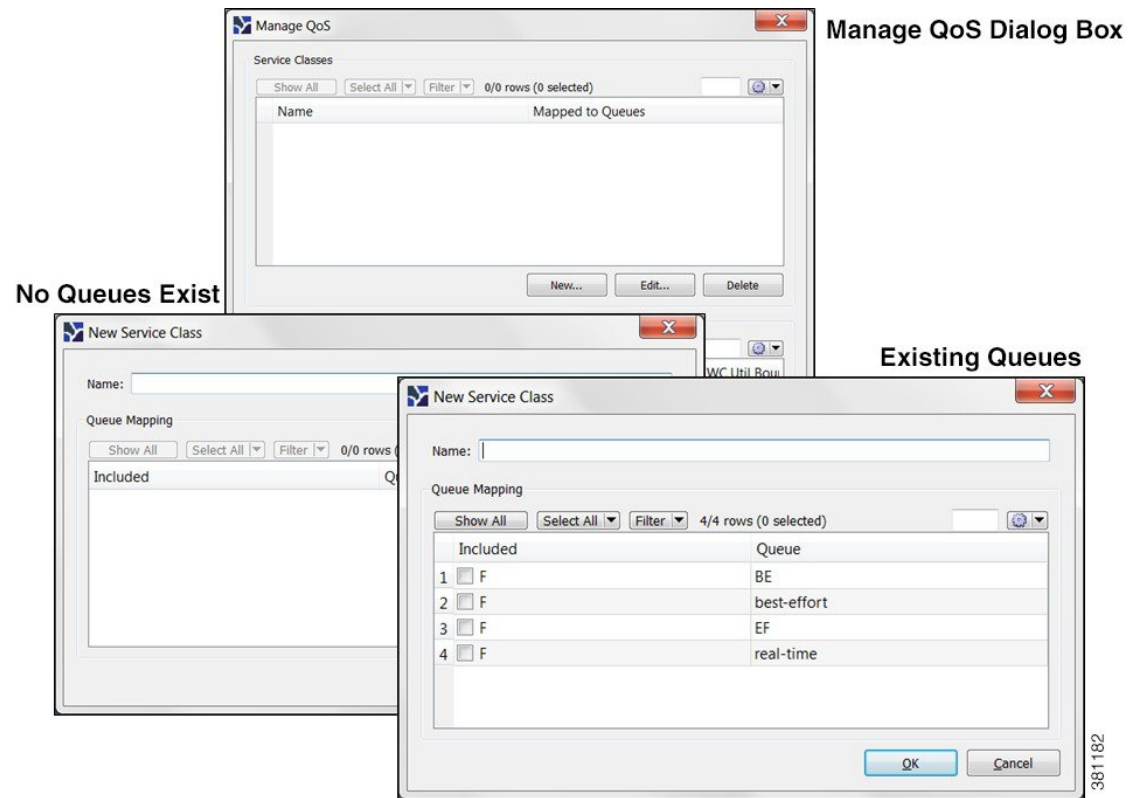 Manage QoS
Manage QoS Dialog Box
Service Classes
Show All Select All Filter 0/0 rows (0 selected)
Name Mapped to Queues
New... Edit... Delete
No Queues Exist
New Service Class
Name:
Queue Mapping
Show All Select All Filter 0/0 rows
Included
WC Util
Existing Queues
New Service Class
Name:
Queue Mapping
Show All Select All Filter 4/4 rows (0 selected)
Included Queue
1 F BE
2 F best-effort
3 F EF
4 F real-time
OK Cancel
381182